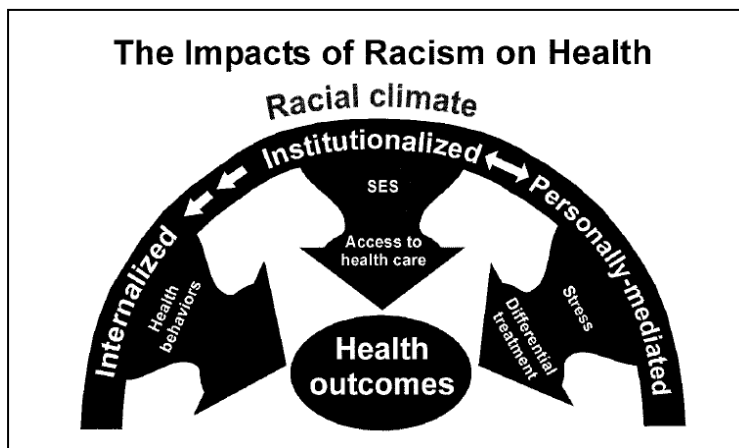 The Impacts of Racism on Health
Racial climate
Internalized
Institutionalized
Personally-mediated
Health
behaviors
SES
Access to
health care
Stress
Differential
treatment
Health
outcomes